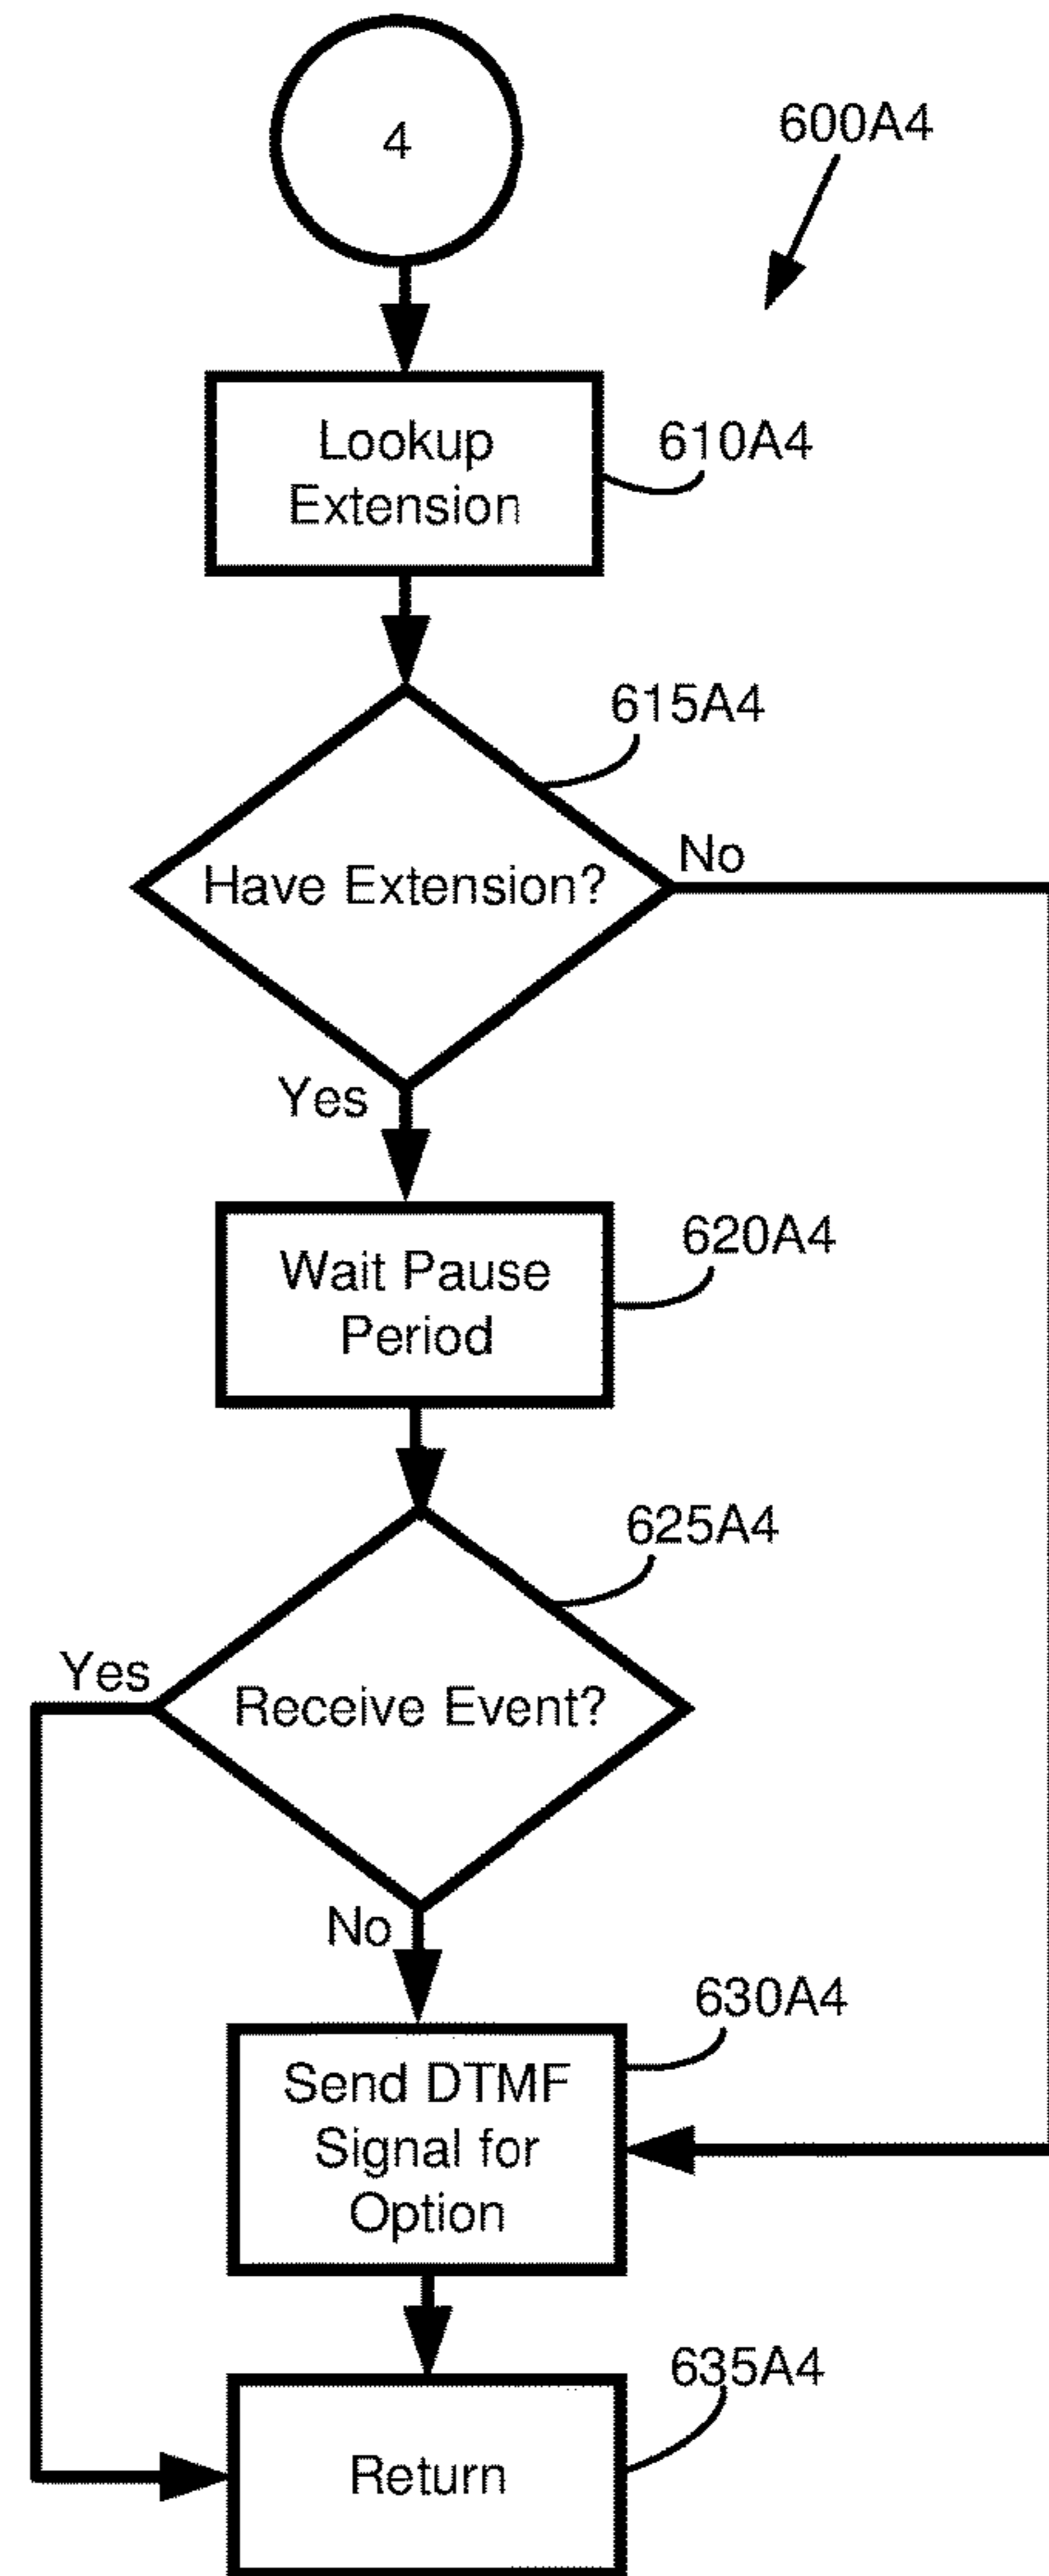 4
600A4
Lookup
Extension
610A4
615A4
Have Extension?
No
Yes
Wait Pause
Period
620A4
625A4
Yes
Receive Event?
No
630A4
Send DTMF
Signal for
Option
635A4
Return